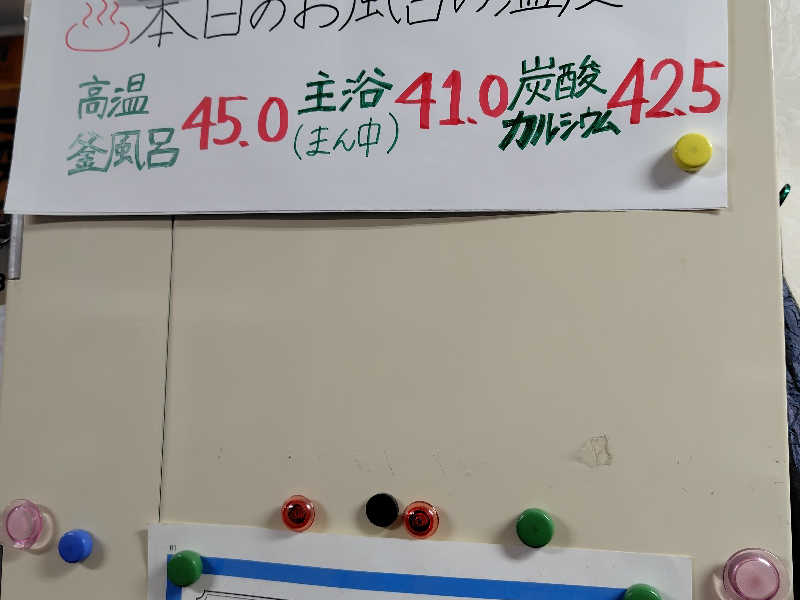 本日のお風呂の温度
高温 釜風呂 45.0
主浴 (まん中) 41.0
炭酸 カルシウム 42.5